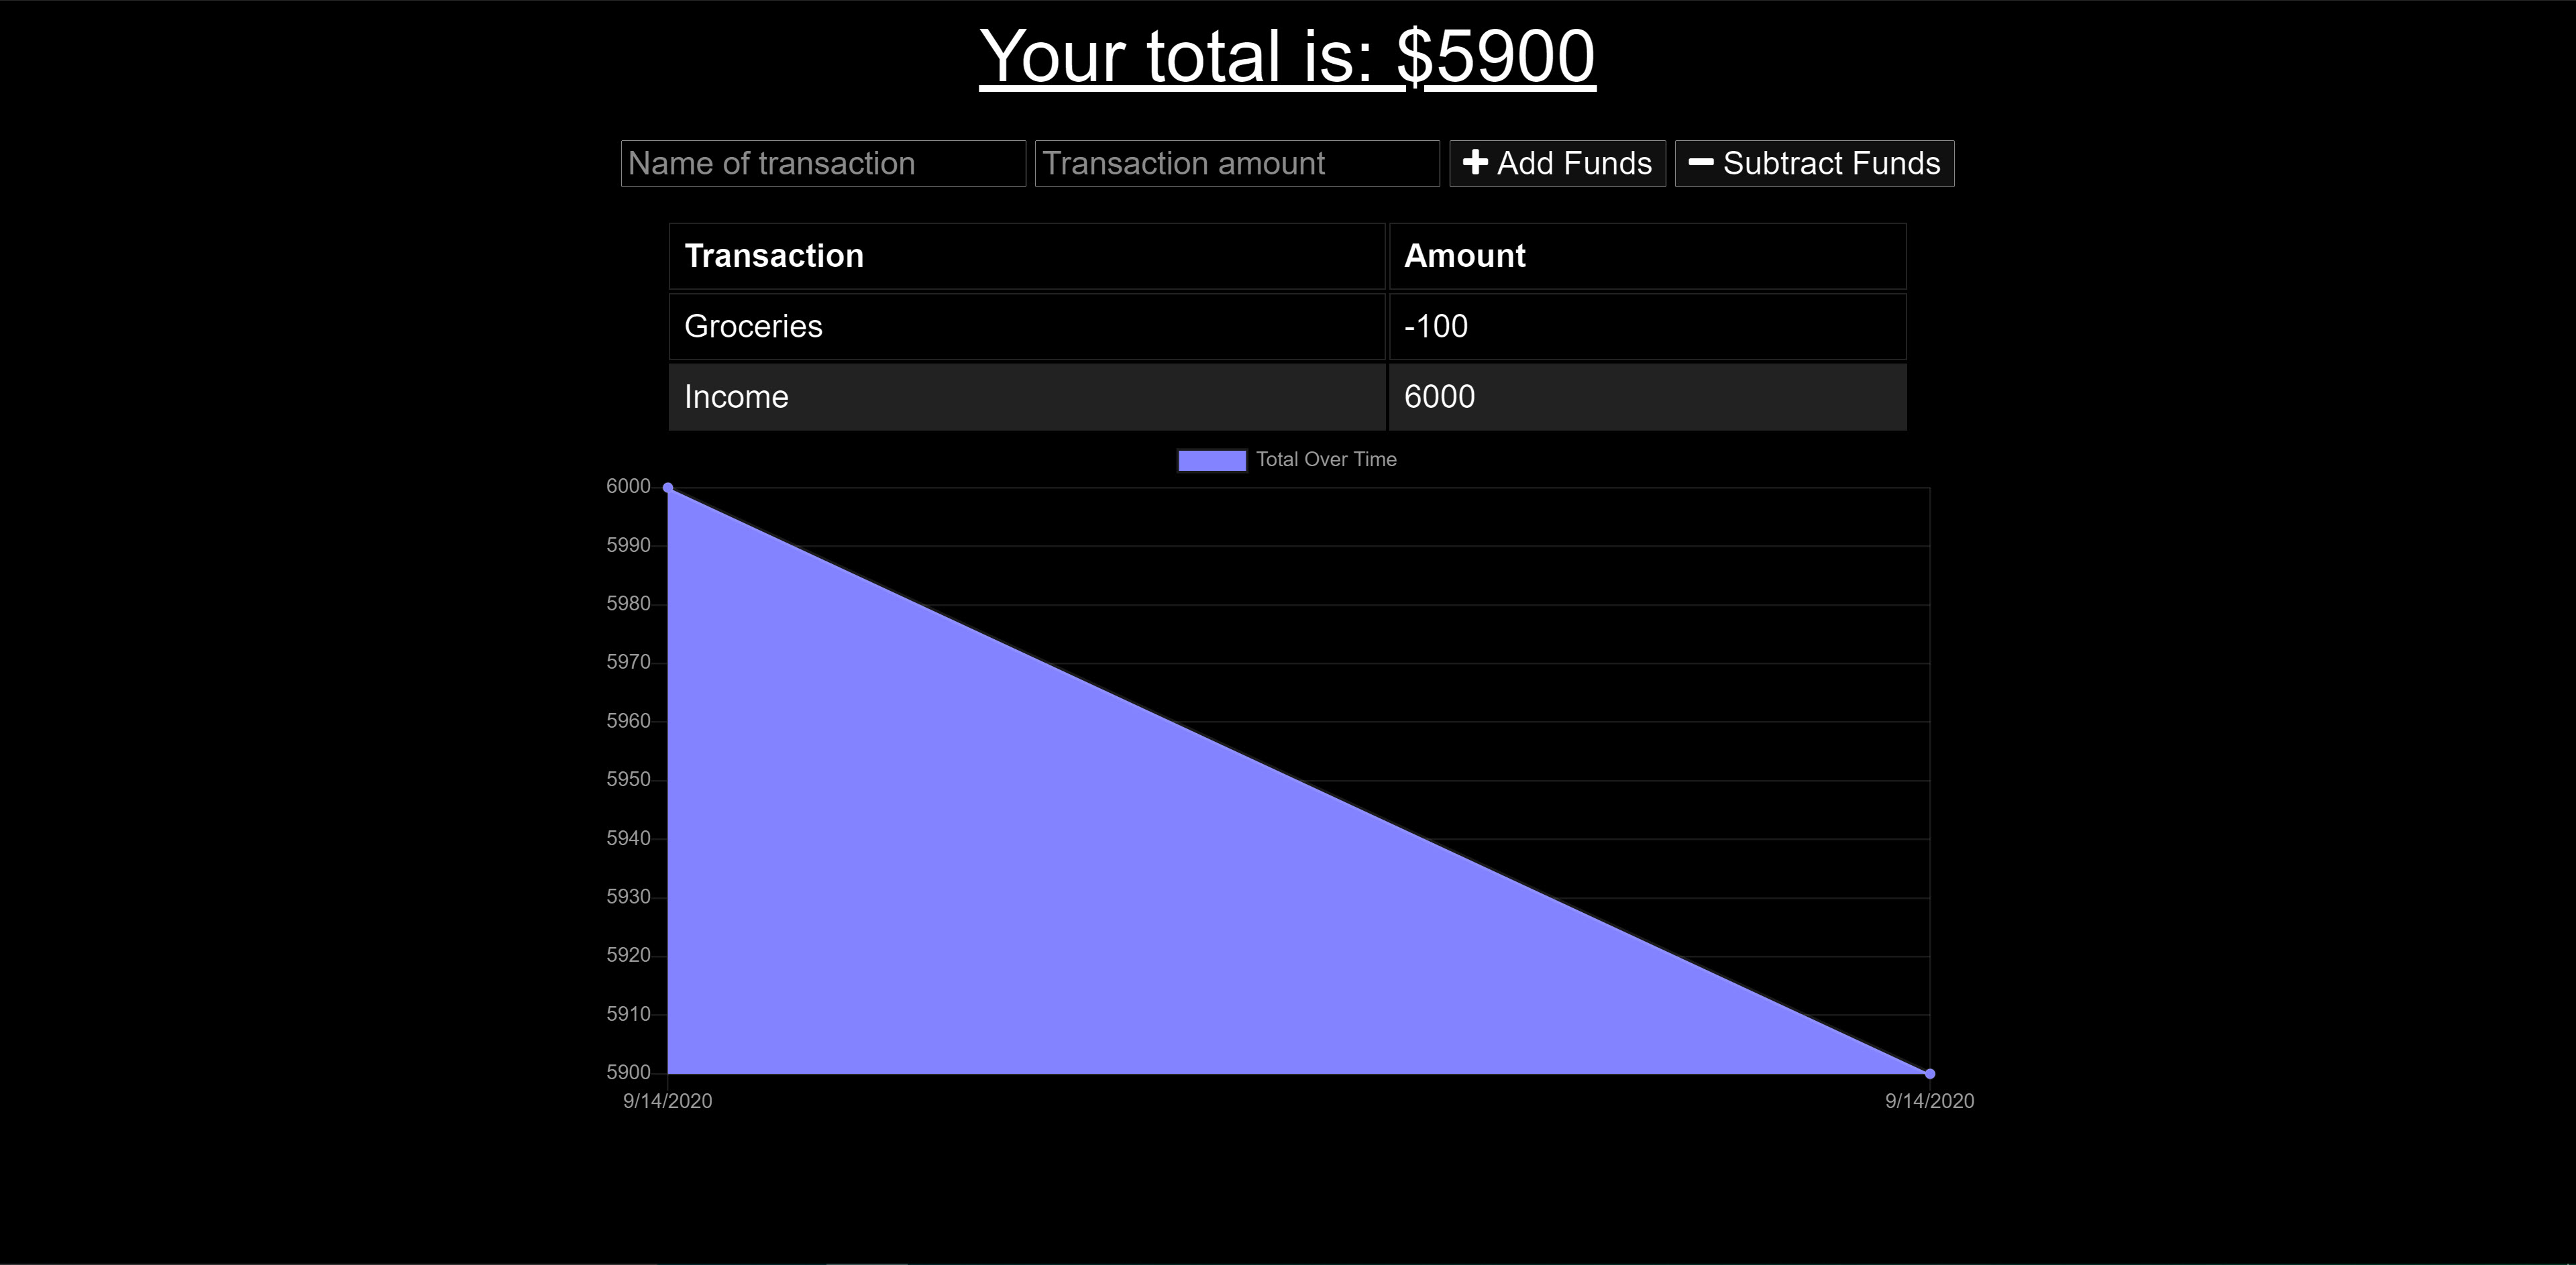 Your total is: $5900
Name of transaction Transaction amount Add Funds Subtract Funds
Transaction Amount
Groceries -100
Income 6000
Total Over Time
6000
5990
5980
5970
5960
5950
5940
5930
5920
5910
5900
9/14/2020 9/14/2020